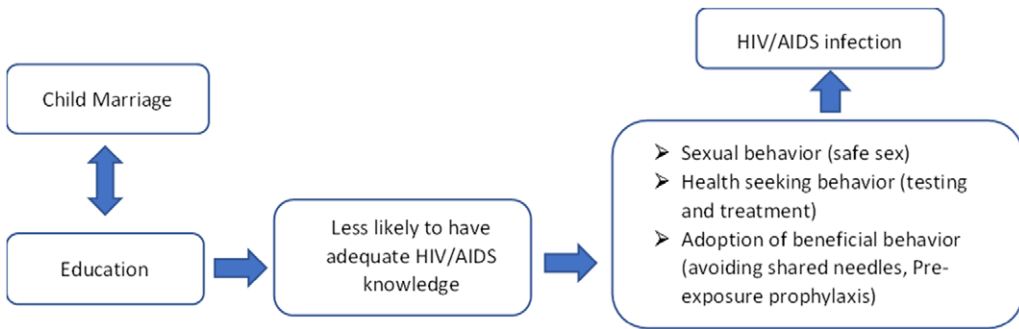 HIV/AIDS infection
Child Marriage
Education
Less likely to have
adequate HIV/AIDS
knowledge
➢ Sexual behavior (safe sex)
➢ Health seeking behavior (testing
and treatment)
➢ Adoption of beneficial behavior
(avoiding shared needles, Pre-
exposure prophylaxis)